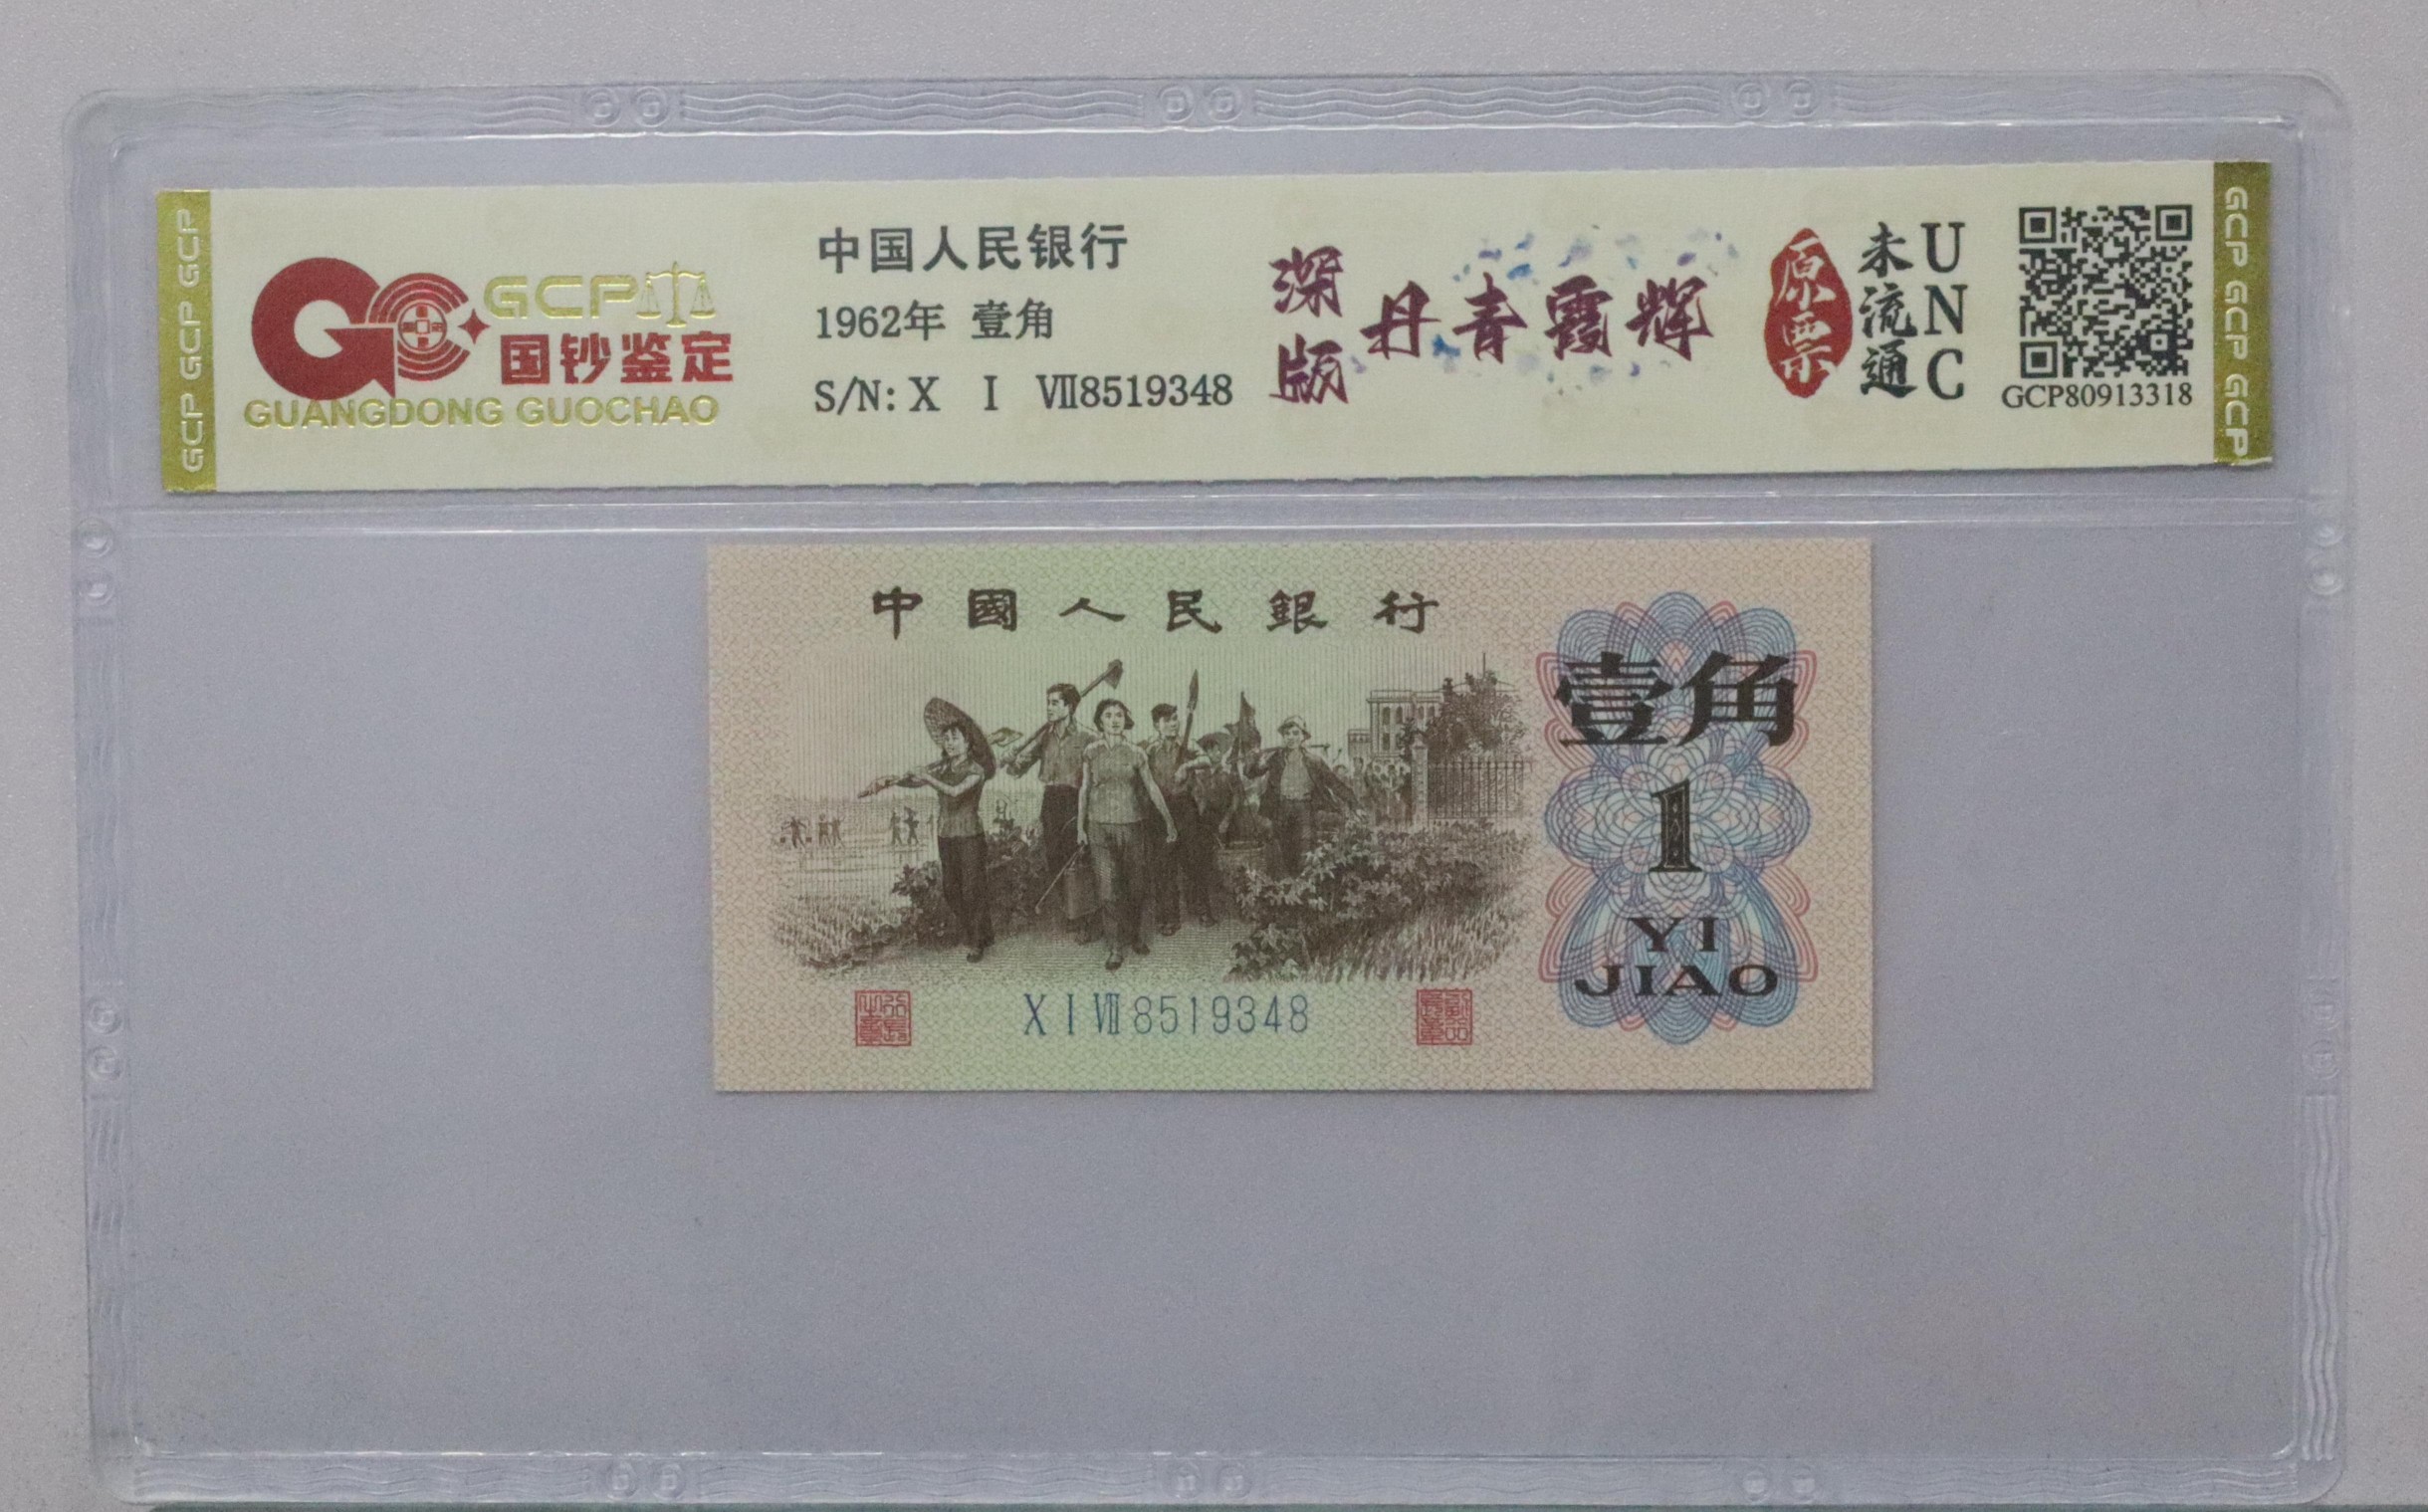 GCP GCP GCP
GCP
国钞鉴定
GUANGDONG GUOCHAO
中国人民银行
1962年 壹角
S/N: X I Ⅶ8519348
深版
丹青霞辉
原票
未流通
UNC
GCP80913318
GCP GCP GCP
中國人民銀行
壹角
1
YI
JIAO
X I Ⅷ 8519348